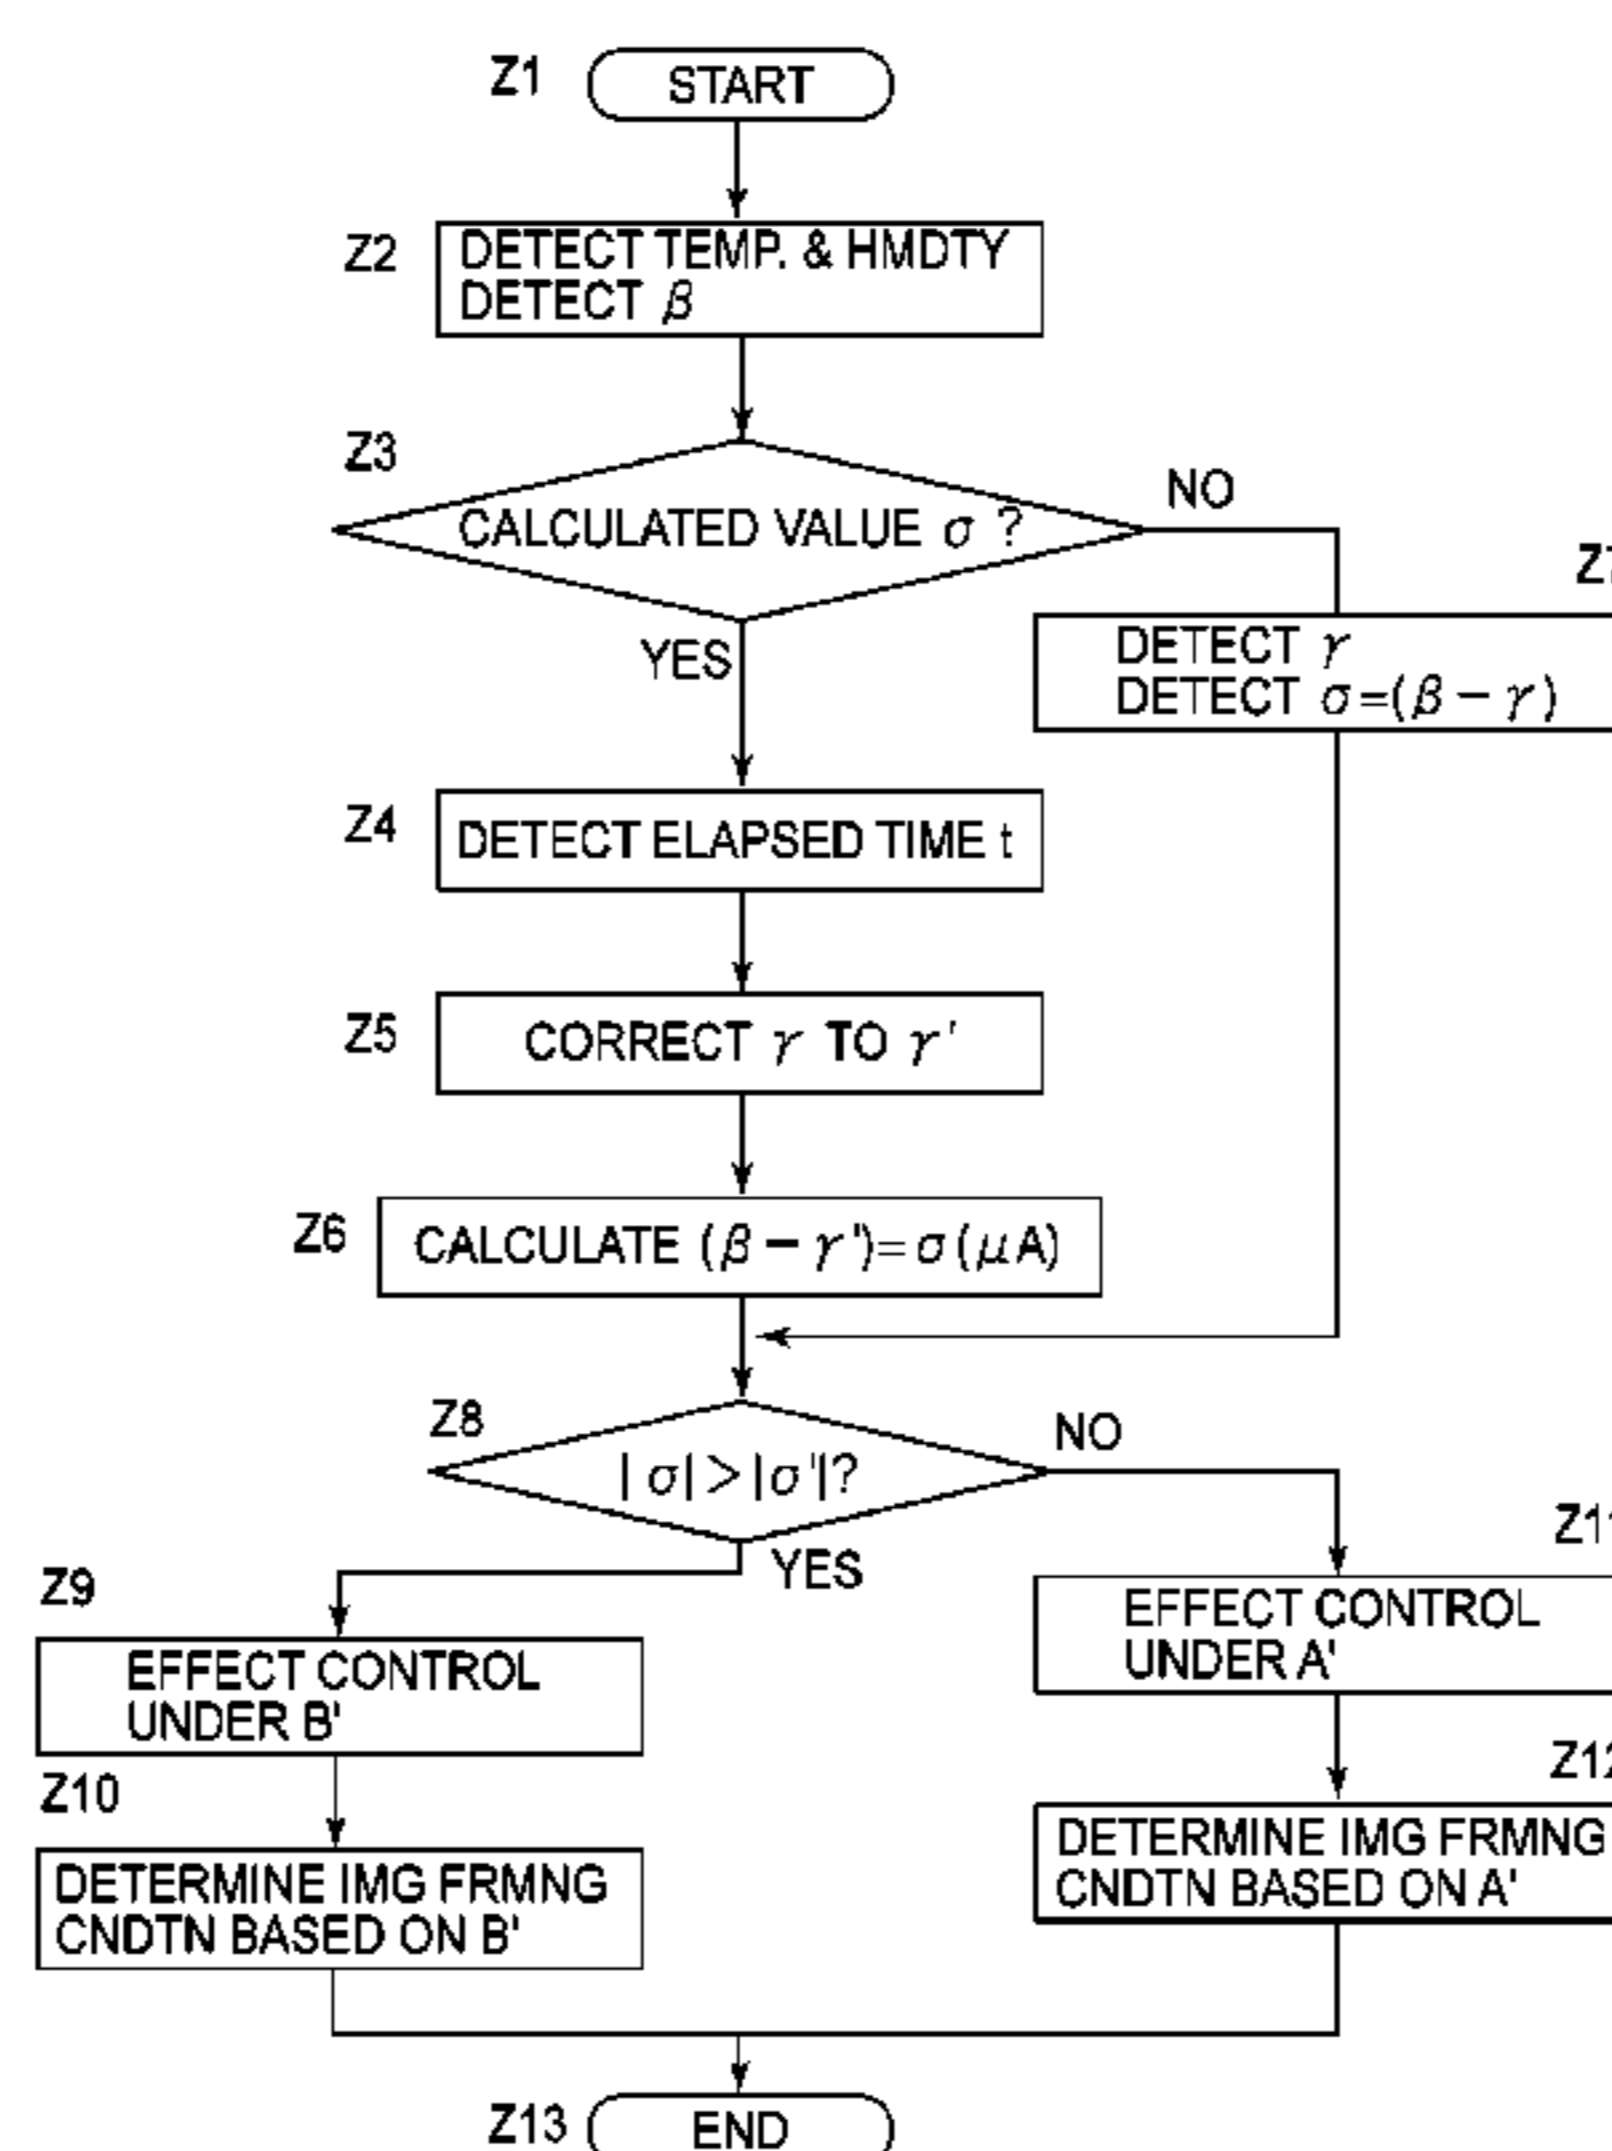 Z1
START
Z2
DETECT TEMP. & HMDTY
DETECT β
Z3
CALCULATED VALUE σ ?
NO
YES
DETECT γ
DETECT σ=(β－γ)
Z4
DETECT ELAPSED TIME t
Z5
CORRECT γ TO γ'
Z6
CALCULATE (β－γ')=σ(μA)
Z8
|σ|>|σ'|?
NO
YES
Z9
EFFECT CONTROL
UNDER B'
Z11
EFFECT CONTROL
UNDER A'
Z10
DETERMINE IMG FRMNG
CNDTN BASED ON B'
Z12
DETERMINE IMG FRMNG
CNDTN BASED ON A'
Z13
END